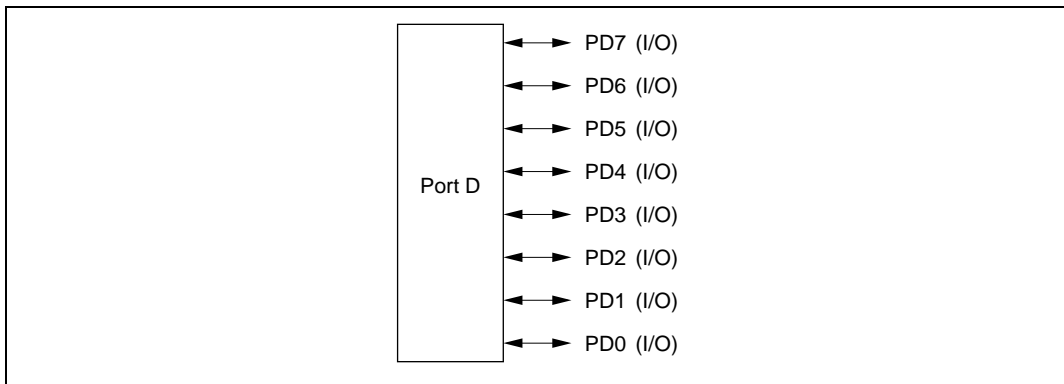 PD7 (I/O)
PD6 (I/O)
PD5 (I/O)
PD4 (I/O)
Port D
PD3 (I/O)
PD2 (I/O)
PD1 (I/O)
PD0 (I/O)